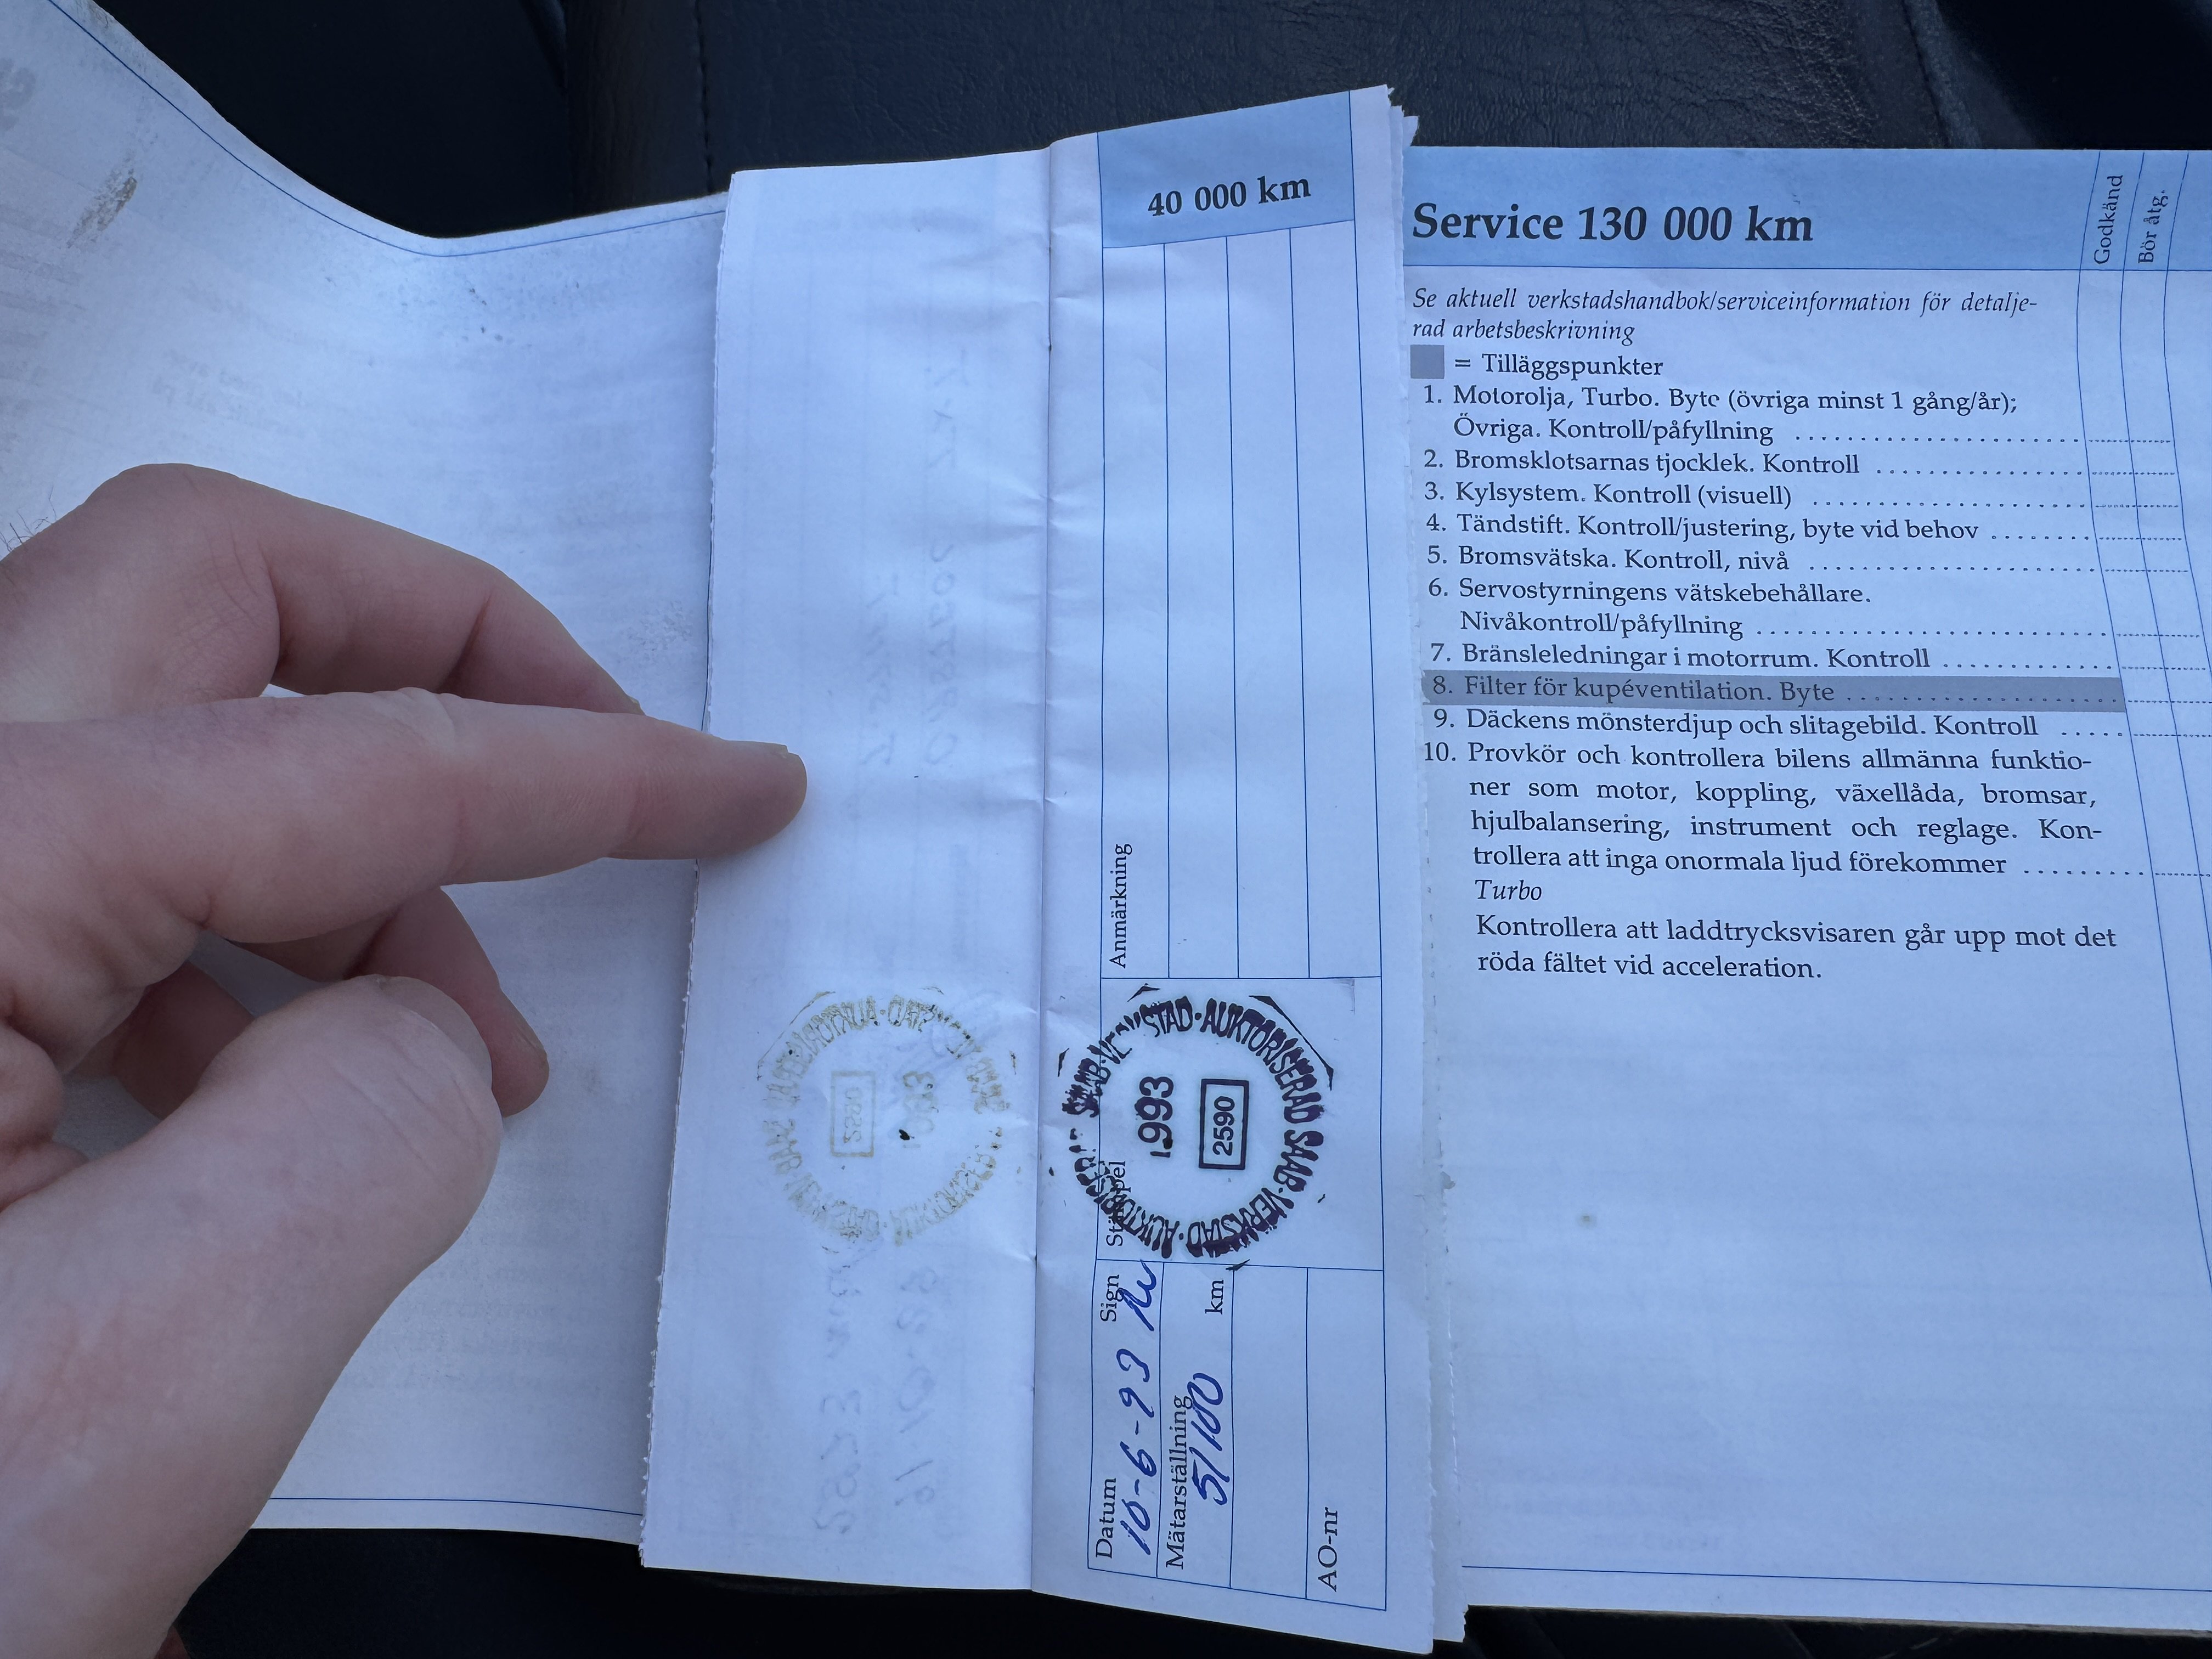 40 000 km
Anmärkning
Stämpel
AUKTORISERAD SAAB-VERKSTAD
1993
2590
Datum
Sign
10-6-93
Mätarställning
km
51100
AO-nr
Service 130 000 km
Godkänd
Bör åtg.
Se aktuell verkstadshandbok/serviceinformation för detalje-
rad arbetsbeskrivning
= Tilläggspunkter
1. Motorolja, Turbo. Byte (övriga minst 1 gång/år);
Övriga. Kontroll/påfyllning
2. Bromsklotsarnas tjocklek. Kontroll
3. Kylsystem. Kontroll (visuell)
4. Tändstift. Kontroll/justering, byte vid behov
5. Bromsvätska. Kontroll, nivå
6. Servostyrningens vätskebehållare.
Nivåkontroll/påfyllning
7. Bränsleledningar i motorrum. Kontroll
8. Filter för kupéventilation. Byte
9. Däckens mönsterdjup och slitagebild. Kontroll
10. Provkör och kontrollera bilens allmänna funktio-
ner som motor, koppling, växellåda, bromsar,
hjulbalansering, instrument och reglage. Kon-
trollera att inga onormala ljud förekommer
Turbo
Kontrollera att laddtrycksvisaren går upp mot det
röda fältet vid acceleration.